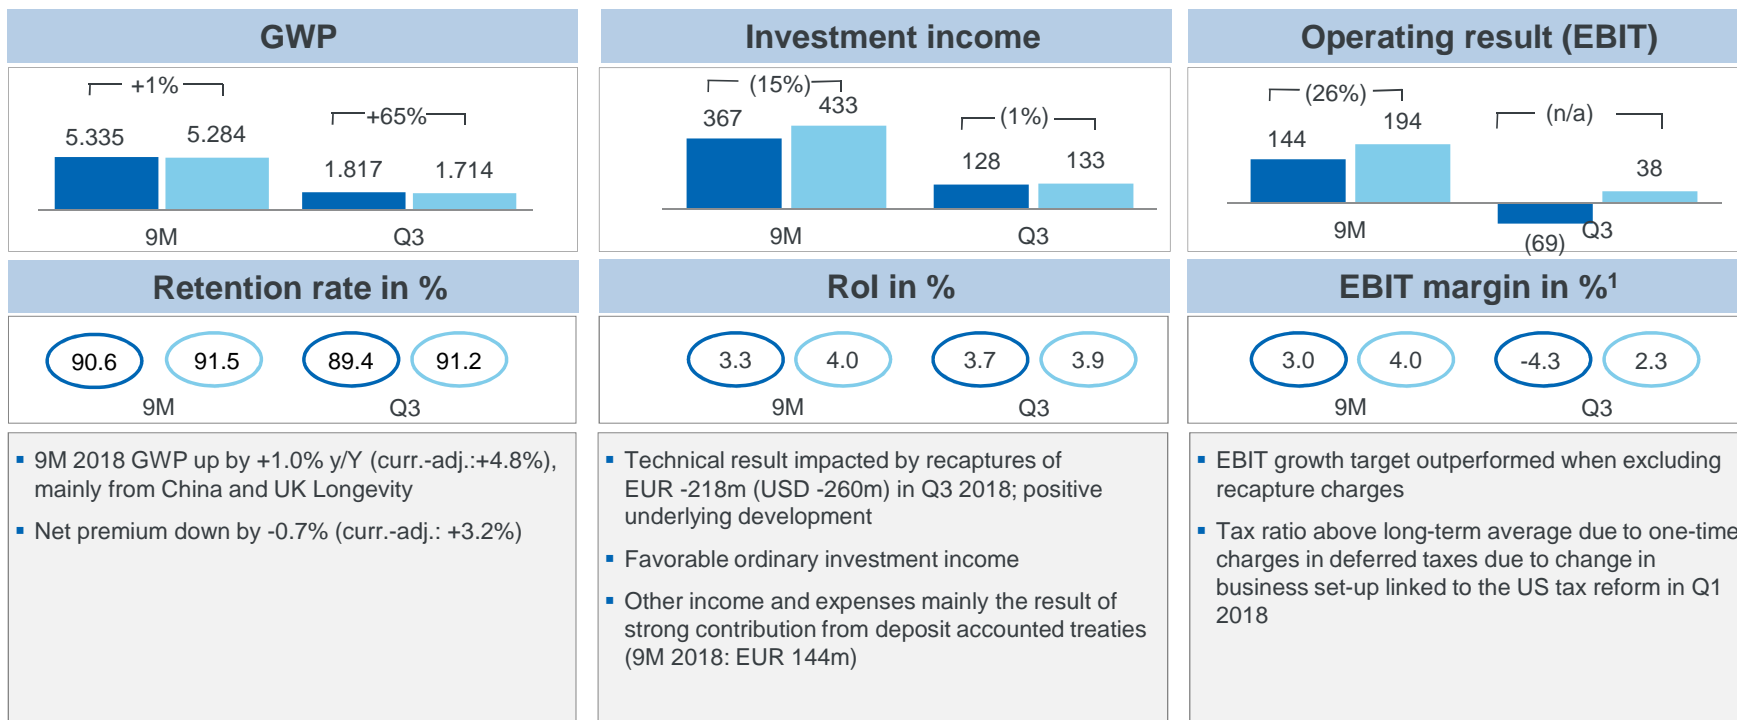 GWP
+1%
+65%
5.335
5.284
1.817
1.714
9M
Q3
Investment income
(15%)
367
433
(1%)
128
133
9M
Q3
Operating result (EBIT)
(26%)
144
194
(n/a)
38
(69)
9M
Q3
Retention rate in %
90.6
91.5
89.4
91.2
9M
Q3
RoI in %
3.3
4.0
3.7
3.9
9M
Q3
EBIT margin in %¹
3.0
4.0
-4.3
2.3
9M
Q3
▪ 9M 2018 GWP up by +1.0% y/Y (curr.-adj.:+4.8%),
mainly from China and UK Longevity
▪ Net premium down by -0.7% (curr.-adj.: +3.2%)
▪ Technical result impacted by recaptures of
EUR -218m (USD -260m) in Q3 2018; positive
underlying development
▪ Favorable ordinary investment income
▪ Other income and expenses mainly the result of
strong contribution from deposit accounted treaties
(9M 2018: EUR 144m)
▪ EBIT growth target outperformed when excluding
recapture charges
▪ Tax ratio above long-term average due to one-time
charges in deferred taxes due to change in
business set-up linked to the US tax reform in Q1
2018